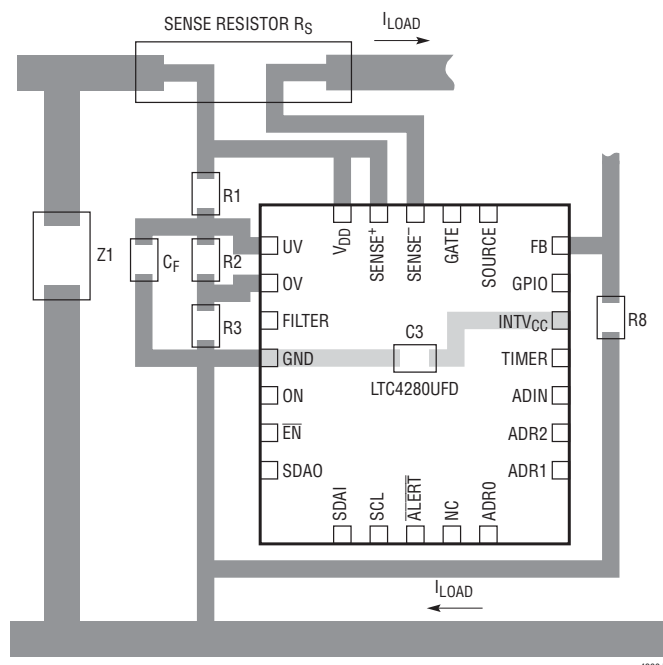 SENSE RESISTOR RS
ILOAD
R1
Z1
CF
R2
R3
UV
OV
FILTER
GND
ON
EN
SDAO
VDD
SENSE+
SENSE–
GATE
SOURCE
FB
GPIO
INTVCC
TIMER
ADIN
ADR2
ADR1
R8
C3
LTC4280UFD
SDAI
SCL
ALERT
NC
ADR0
ILOAD